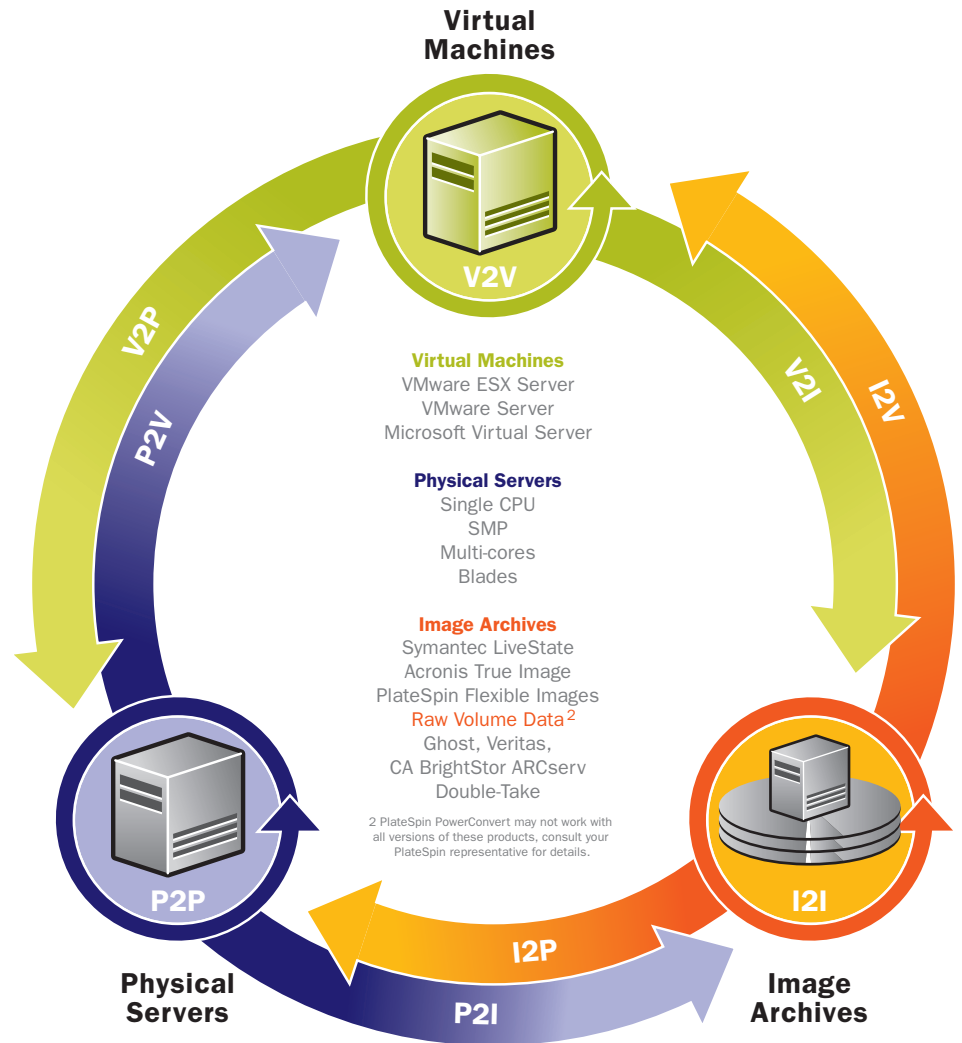 Virtual
Machines
V2V
V2P
P2V
V2I
I2V
Virtual Machines
VMware ESX Server
VMware Server
Microsoft Virtual Server
Physical Servers
Single CPU
SMP
Multi-cores
Blades
Image Archives
Symantec LiveState
Acronis True Image
PlateSpin Flexible Images
Raw Volume Data 2
Ghost, Veritas,
CA BrightStor ARCserv
Double-Take
2 PlateSpin PowerConvert may not work with
all versions of these products, consult your
PlateSpin representative for details.
P2P
I2I
I2P
P2I
Physical
Servers
Image
Archives